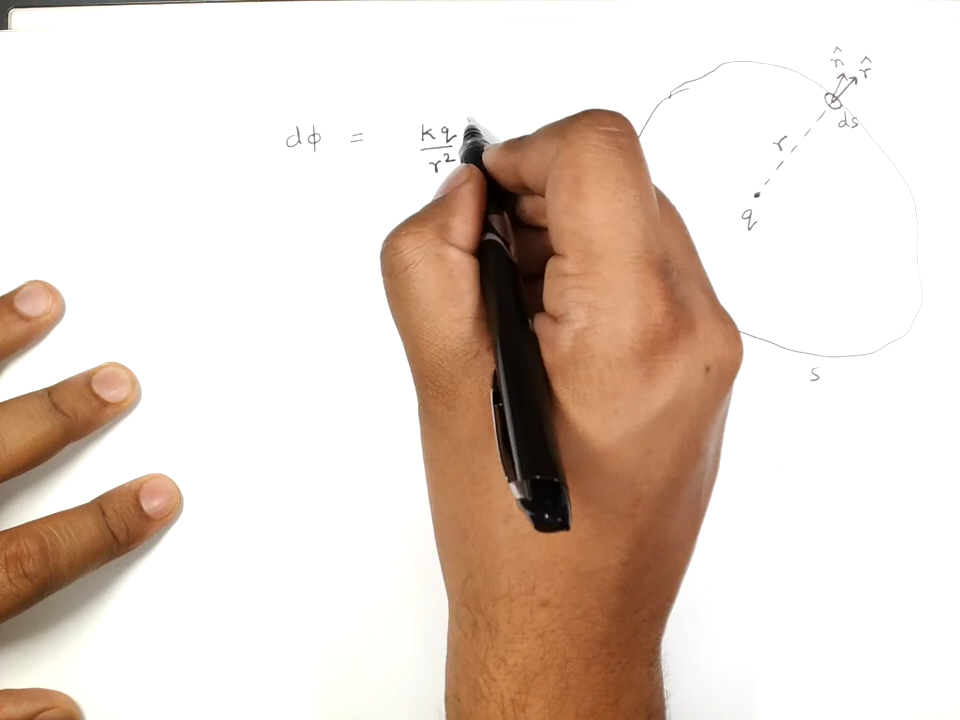 dϕ = kq/r²
n̂
r̂
ds
r
q
s